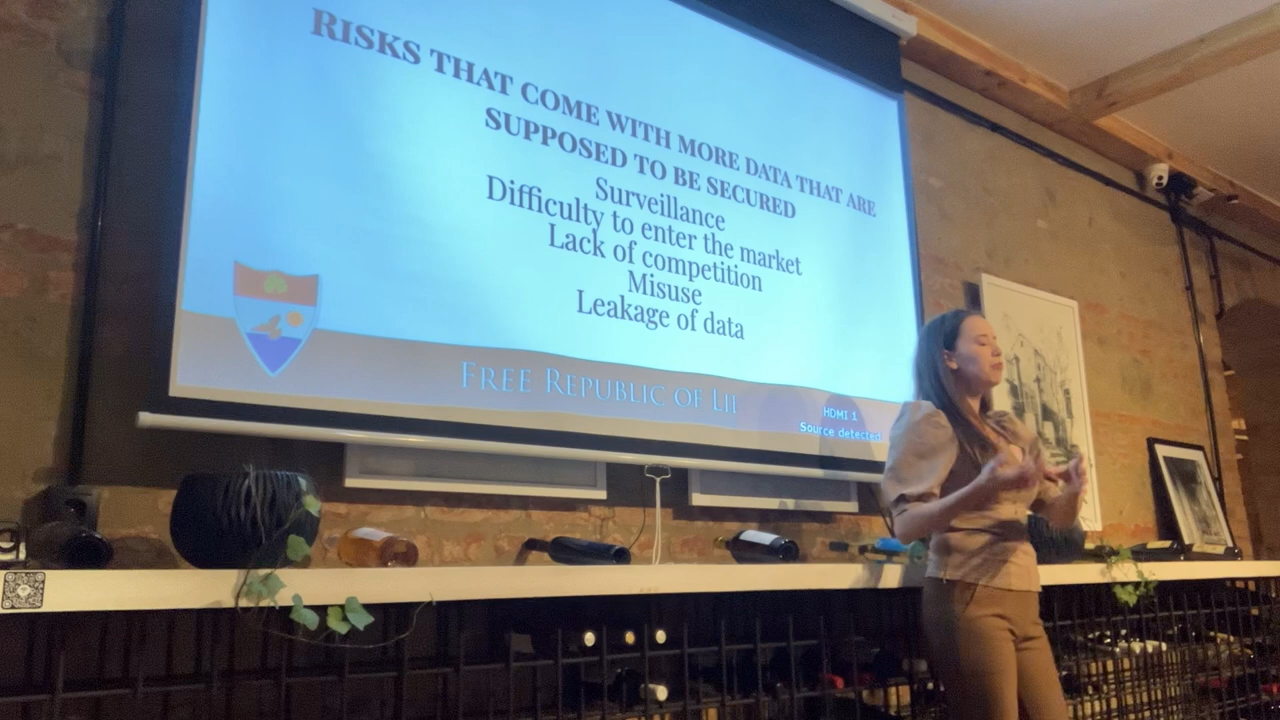 RISKS THAT COME WITH MORE DATA THAT ARE
SUPPOSED TO BE SECURED
Surveillance
Difficulty to enter the market
Lack of competition
Misuse
Leakage of data
FREE REPUBLIC OF
HDMI 1
Source detected